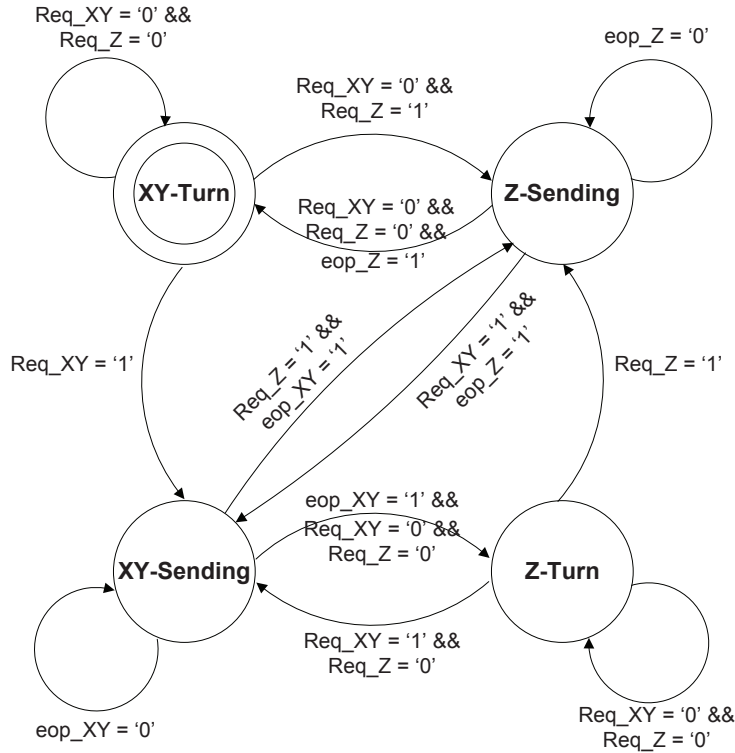 Req_XY = ‘0’ &&
Req_Z = ‘0’
eop_Z = ‘0’
Req_XY = ‘0’ &&
Req_Z = ‘1’
XY-Turn
Z-Sending
Req_XY = ‘0’ &&
Req_Z = ‘0’ &&
eop_Z = ‘1’
Req_XY = ‘1’
Req_Z = ‘1’ &&
eop_XY = ‘1’
Req_XY = ‘1’ &&
eop_Z = ‘1’
Req_Z = ‘1’
eop_XY = ‘1’ &&
Req_XY = ‘0’ &&
Req_Z = ‘0’
XY-Sending
Z-Turn
Req_XY = ‘1’ &&
Req_Z = ‘0’
eop_XY = ‘0’
Req_XY = ‘0’ &&
Req_Z = ‘0’